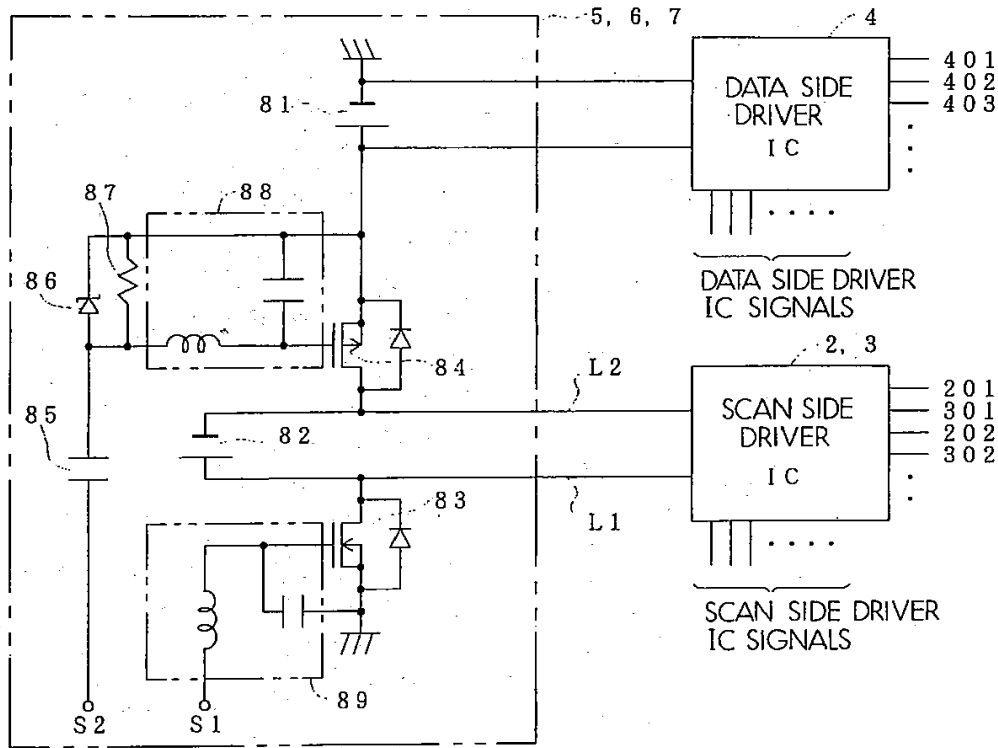 5, 6, 7
4
401
402
403
DATA SIDE
DRIVER
IC
81
87
88
86
DATA SIDE DRIVER
IC SIGNALS
84
2, 3
L2
85
82
SCAN SIDE
DRIVER
IC
201
301
202
302
83
L1
SCAN SIDE DRIVER
IC SIGNALS
89
S2
S1